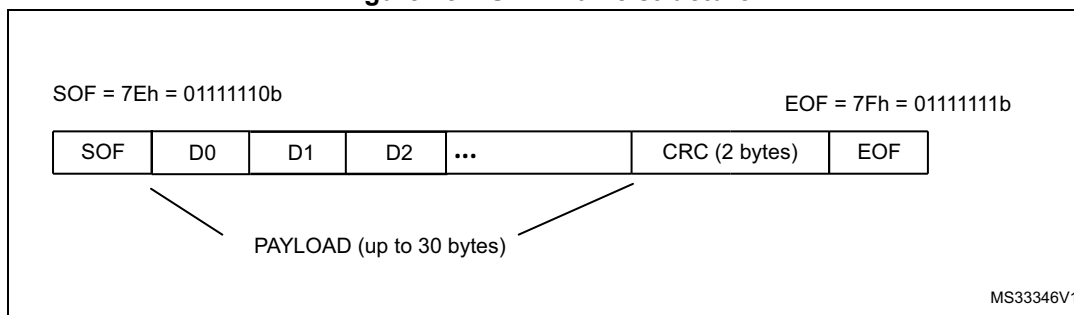 SOF = 7Eh = 01111110b
EOF = 7Fh = 01111111b
SOF D0 D1 D2 ... CRC (2 bytes) EOF
PAYLOAD (up to 30 bytes)
MS33346V1